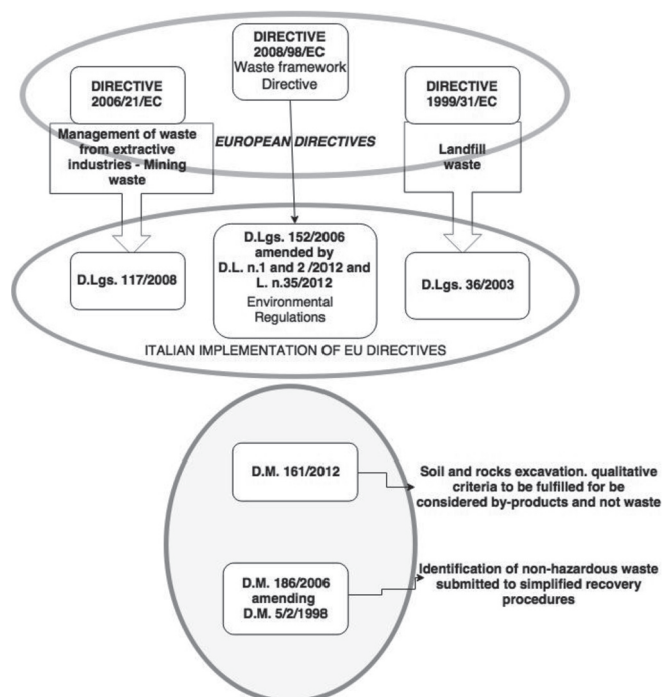 DIRECTIVE
2008/98/EC
Waste framework
Directive
DIRECTIVE
2006/21/EC
DIRECTIVE
1999/31/EC
Management of waste
from extractive
industries - Mining
waste
EUROPEAN DIRECTIVES
Landfill
waste
D.Lgs. 117/2008
D.Lgs. 152/2006
amended by
D.L. n.1 and 2 /2012 and
L. n.35/2012
Environmental
Regulations
D.Lgs. 36/2003
ITALIAN IMPLEMENTATION OF EU DIRECTIVES
D.M. 161/2012
Soil and rocks excavation. qualitative
criteria to be fulfilled for be
considered by-products and not waste
D.M. 186/2006
amending
D.M. 5/2/1998
Identification of non-hazardous waste
submitted to simplified recovery
procedures